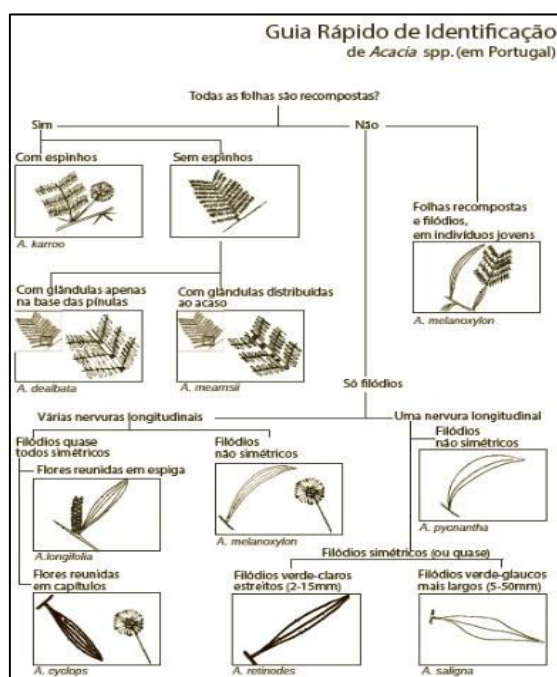 Guia Rápido de Identificação
de Acacia spp. (em Portugal)
Todas as folhas são recompostas?
Sim
Não
Com espinhos
Sem espinhos
A. karroo
Folhas recompostas
e filódios,
em indivíduos jovens
A. melanoxylon
Com glândulas apenas
na base das pínulas
Com glândulas distribuídas
ao acaso
A. dealbata
A. mearnsii
Só filódios
Várias nervuras longitudinais
Uma nervura longitudinal
Filódios quase
todos simétricos
Filódios
não simétricos
Filódios
não simétricos
Flores reunidas em espiga
A. longifolia
A. melanoxylon
A. pycnantha
Filódios simétricos (ou quase)
Flores reunidas
em capítulos
Filódios verde-claros
estreitos (2-15mm)
Filódios verde-glaucos
mais largos (5-50mm)
A. cyclops
A. retinodes
A. saligna